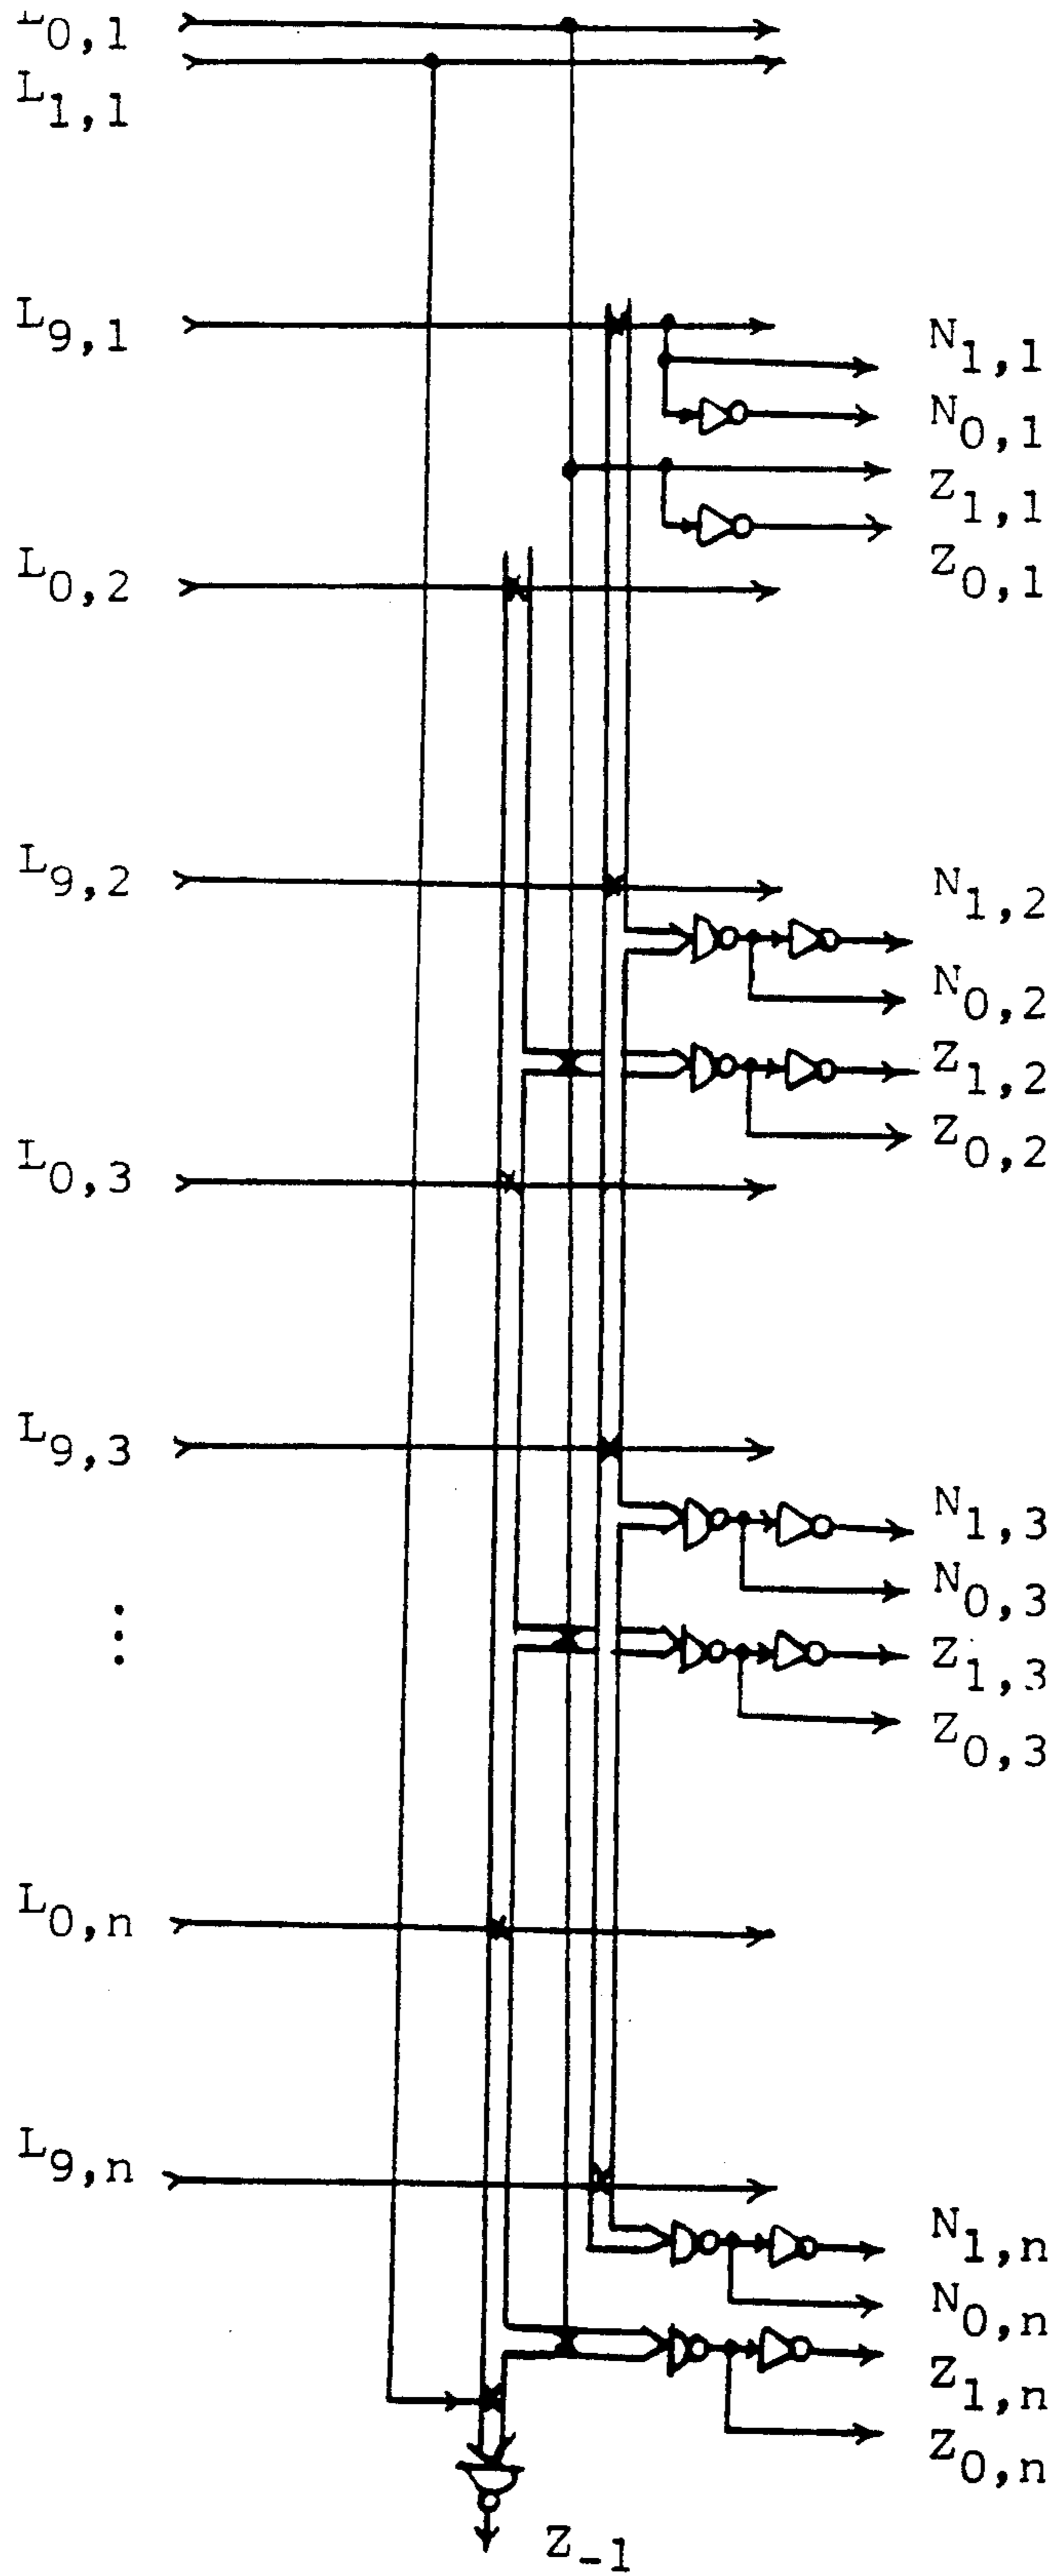 L0,1
L1,1
L9,1
N1,1
N0,1
Z1,1
Z0,1
L0,2
L9,2
N1,2
N0,2
Z1,2
Z0,2
L0,3
L9,3
N1,3
N0,3
Z1,3
Z0,3
L0,n
L9,n
N1,n
N0,n
Z1,n
Z0,n
Z-1